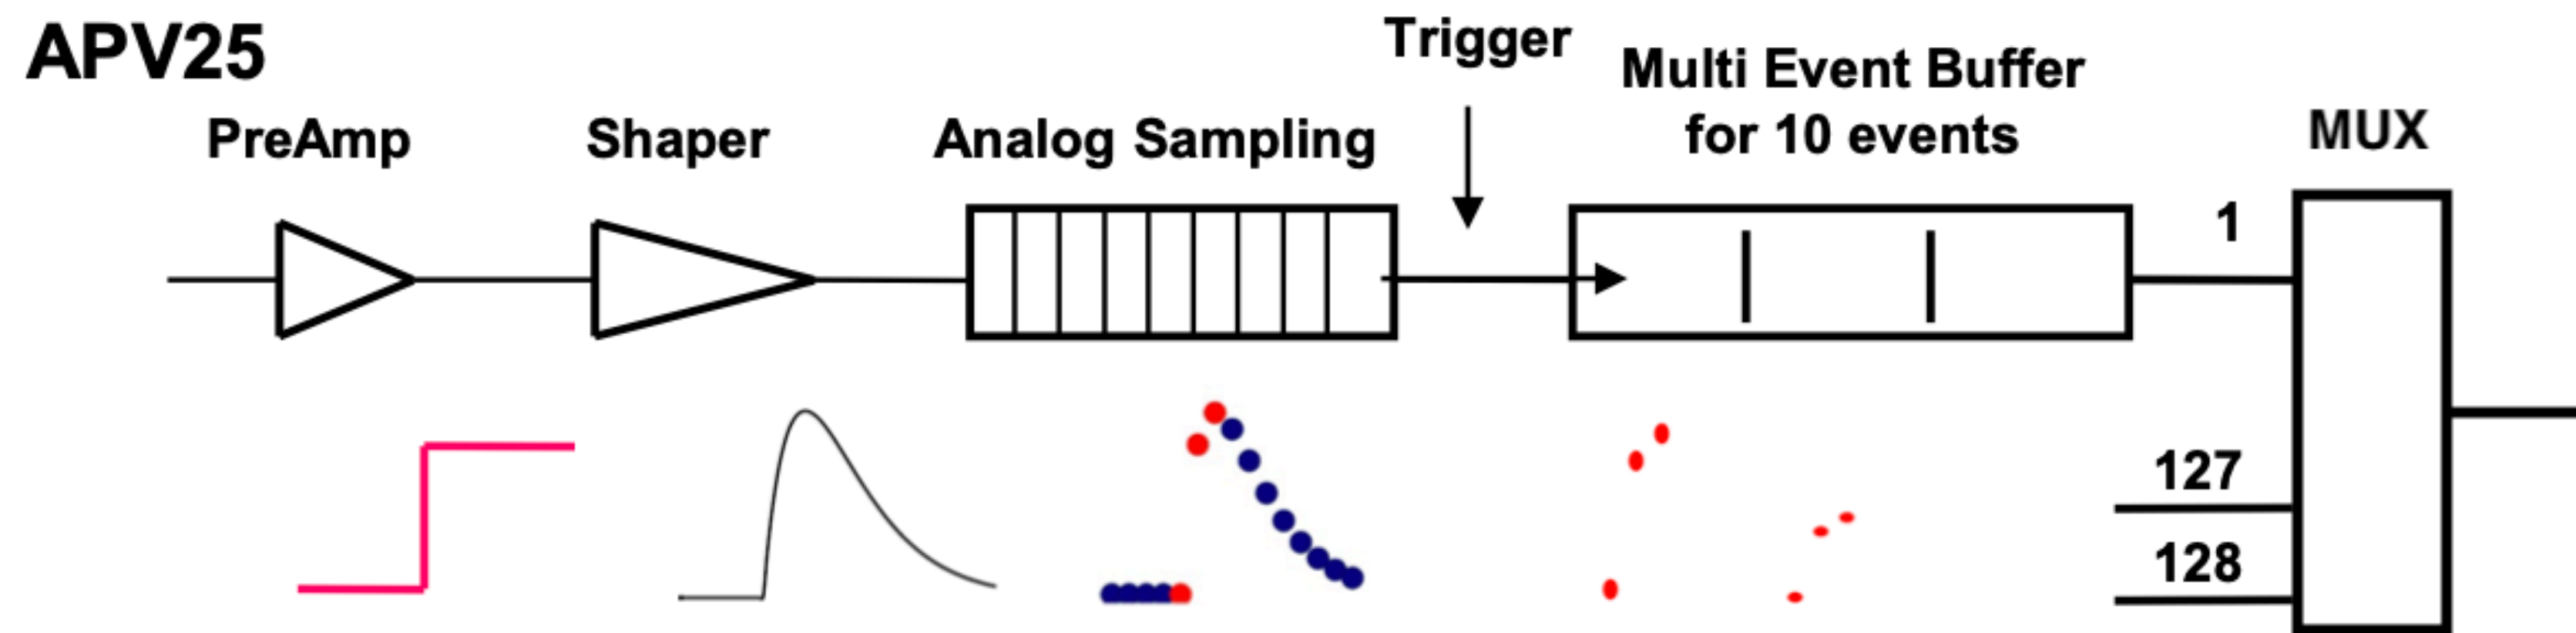 APV25
PreAmp
Shaper
Analog Sampling
Trigger
Multi Event Buffer
for 10 events
MUX
1
127
128